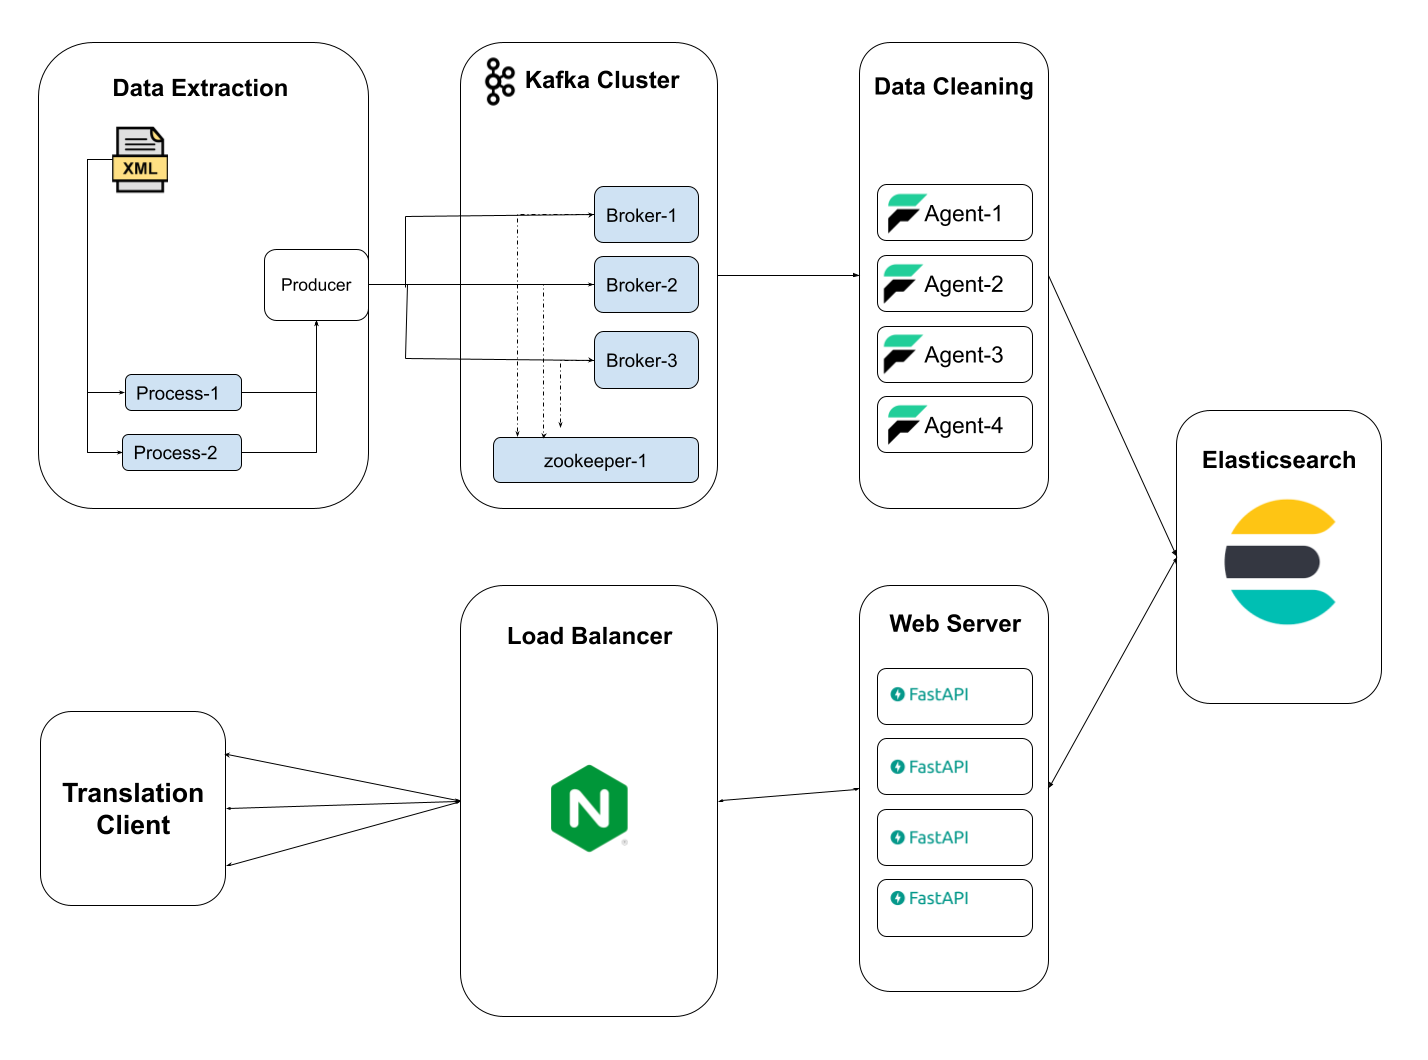 Data Extraction
XML
Producer
Process-1
Process-2
Kafka Cluster
Broker-1
Broker-2
Broker-3
zookeeper-1
Data Cleaning
Agent-1
Agent-2
Agent-3
Agent-4
Elasticsearch
Translation
Client
Load Balancer
N
®
Web Server
FastAPI
FastAPI
FastAPI
FastAPI